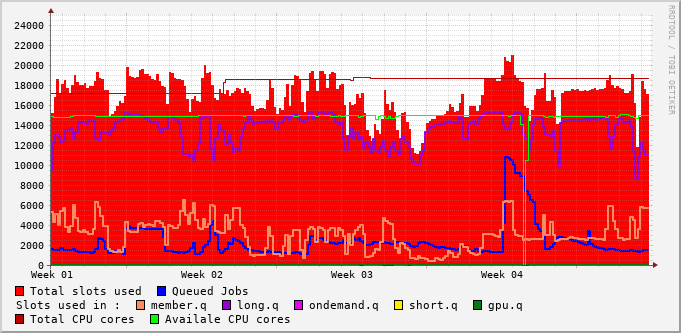 24000
22000
20000
18000
16000
14000
12000
10000
8000
6000
4000
2000
0
Week 01 Week 02 Week 03 Week 04
Total slots used Queued Jobs
Slots used in : member.q long.q ondemand.q short.q gpu.q
Total CPU cores Availale CPU cores
RRDTOOL / TOBI OETIKER